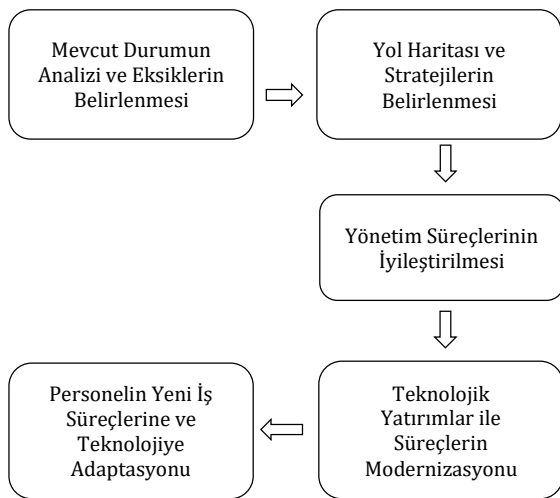 Mevcut Durumun
Analizi ve Eksiklerin
Belirlenmesi
Yol Haritası ve
Stratejilerin
Belirlenmesi
Yönetim Süreçlerinin
İyileştirilmesi
Teknolojik
Yatırımlar ile
Süreçlerin
Modernizasyonu
Personelin Yeni İş
Süreçlerine ve
Teknolojiye
Adaptasyonu